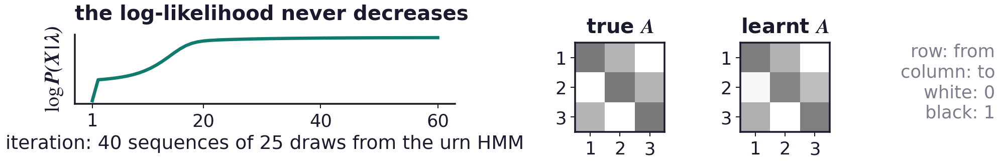 the log-likelihood never decreases
log P(X|λ)
1 20 40 60
iteration: 40 sequences of 25 draws from the urn HMM
true A
1
2
3
1 2 3
learnt A
1
2
3
1 2 3
row: from
column: to
white: 0
black: 1